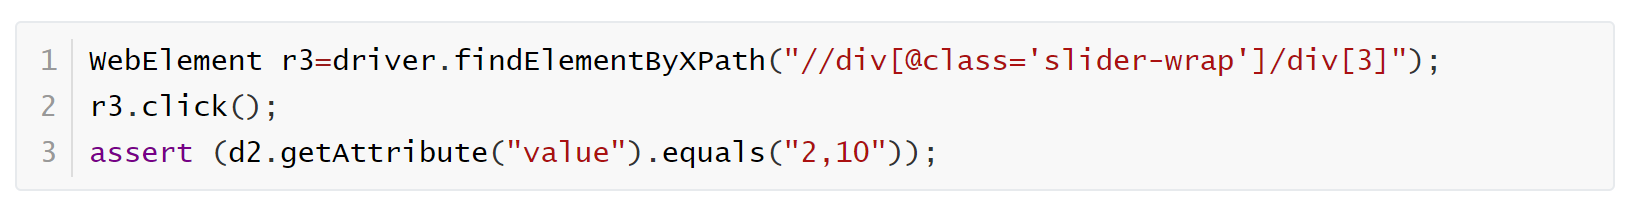 1 WebElement r3=driver.findElementByXPath("//div[@class='slider-wrap']/div[3]");
2 r3.click();
3 assert (d2.getAttribute("value").equals("2,10"));